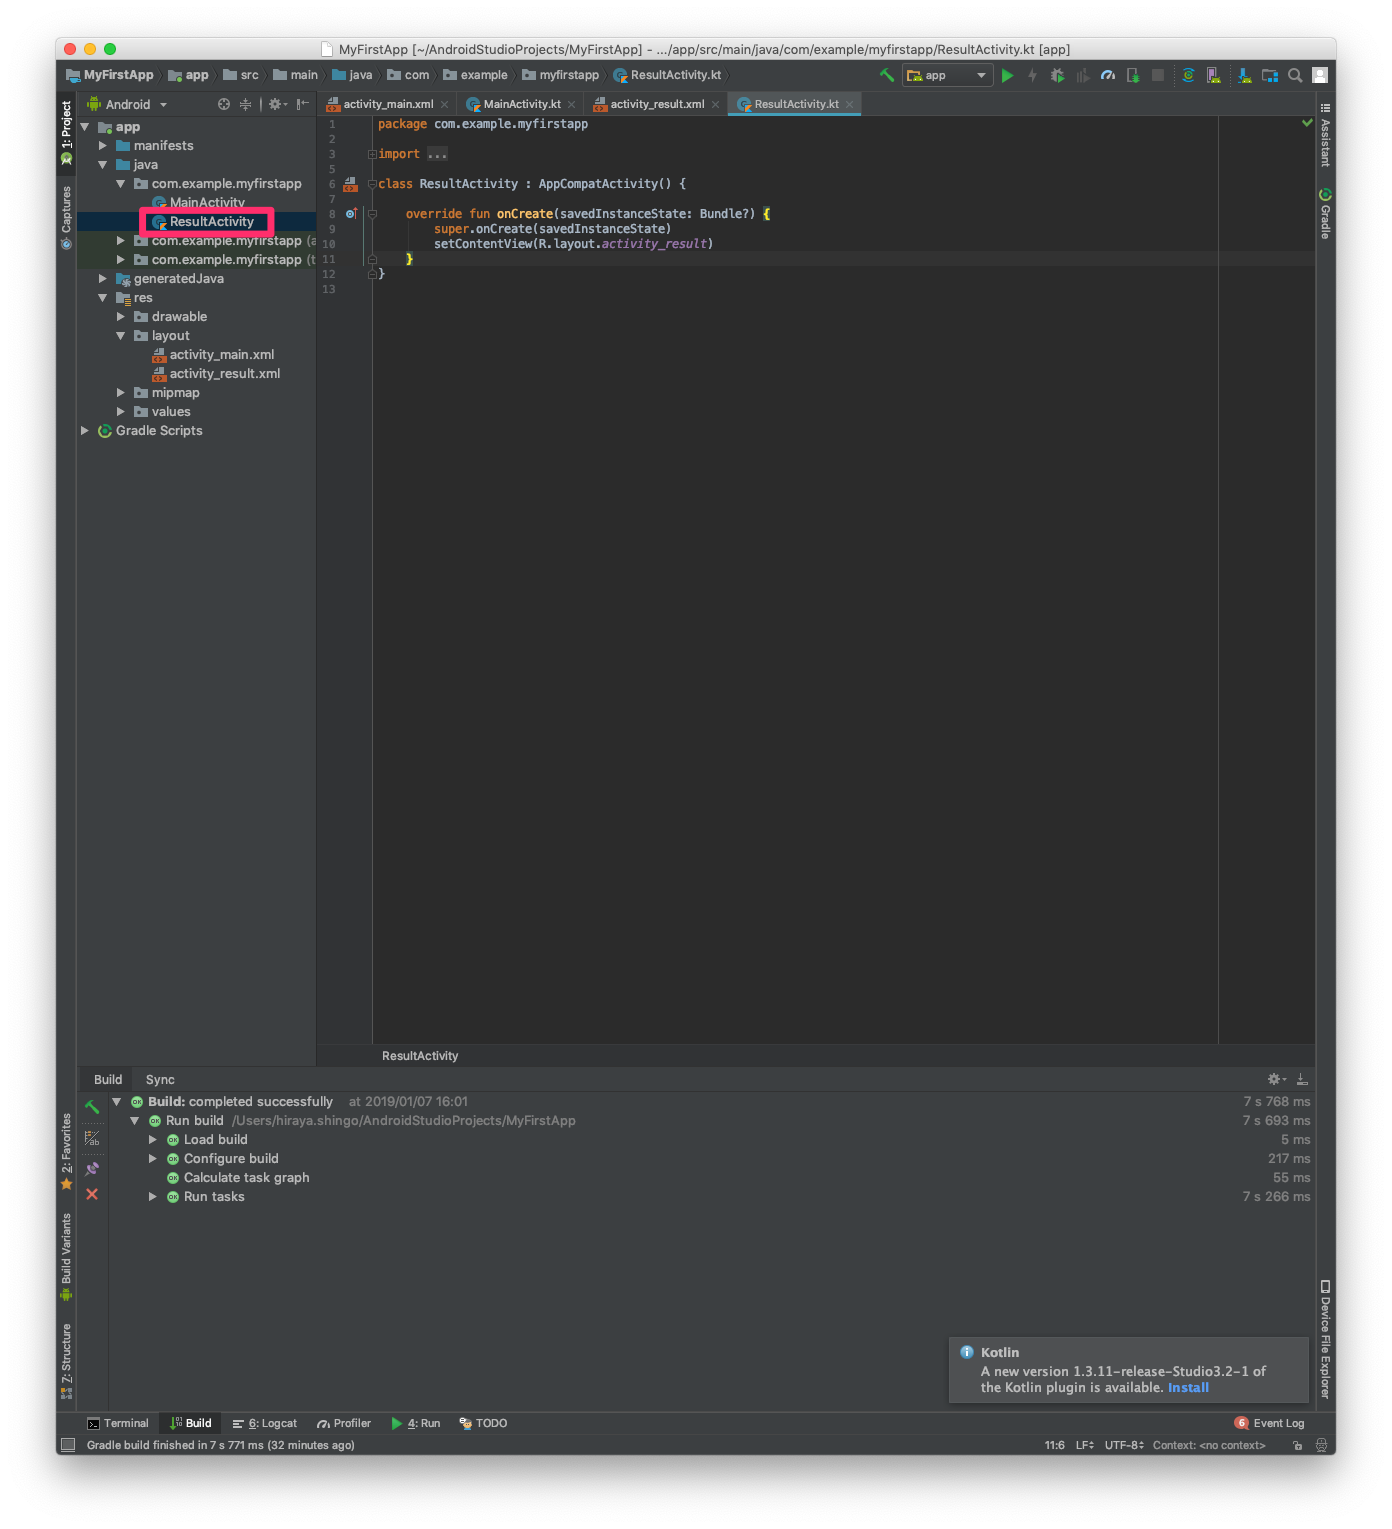 MyFirstApp [~/AndroidStudioProjects/MyFirstApp] - .../app/src/main/java/com/example/myfirstapp/ResultActivity.kt [app]
MyFirstApp app src main java com example myfirstapp ResultActivity.kt app
1: Project
Captures
Android
activity_main.xml MainActivity.kt activity_result.xml ResultActivity.kt
app
manifests
java
com.example.myfirstapp
MainActivity
ResultActivity
com.example.myfirstapp (a
com.example.myfirstapp (t
generatedJava
res
drawable
layout
activity_main.xml
activity_result.xml
mipmap
values
Gradle Scripts
1 package com.example.myfirstapp
2
3 import ...
5
6 class ResultActivity : AppCompatActivity() {
7
8 override fun onCreate(savedInstanceState: Bundle?) {
9 super.onCreate(savedInstanceState)
10 setContentView(R.layout.activity_result)
11 }
12 }
13
Assistant
Gradle
ResultActivity
Build Sync
Build: completed successfully at 2019/01/07 16:01 7 s 768 ms
Run build /Users/hiraya.shingo/AndroidStudioProjects/MyFirstApp 7 s 693 ms
Load build 5 ms
Configure build 217 ms
Calculate task graph 55 ms
Run tasks 7 s 266 ms
2: Favorites
Build Variants
7: Structure
Device File Explorer
Kotlin
A new version 1.3.11-release-Studio3.2-1 of
the Kotlin plugin is available. Install
Terminal Build 6: Logcat Profiler 4: Run TODO 6 Event Log
Gradle build finished in 7 s 771 ms (32 minutes ago) 11:6 LF UTF-8 Context: <no context>